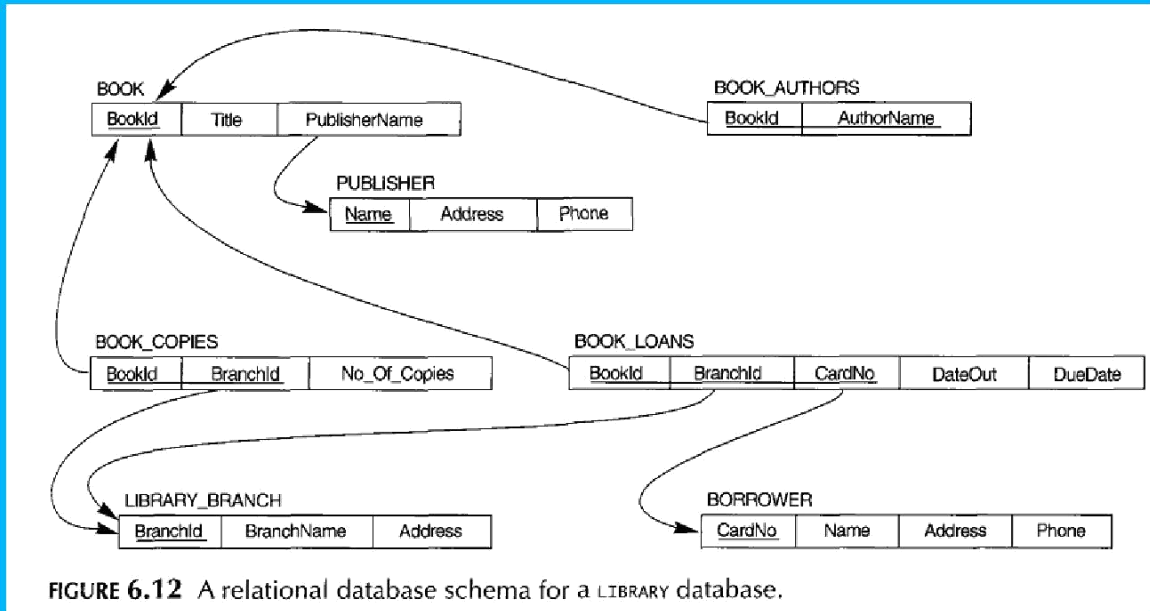 BOOK
BookId Title PublisherName
BOOK_AUTHORS
BookId AuthorName
PUBLISHER
Name Address Phone
BOOK_COPIES
BookId BranchId No_Of_Copies
BOOK_LOANS
BookId BranchId CardNo DateOut DueDate
LIBRARY_BRANCH
BranchId BranchName Address
BORROWER
CardNo Name Address Phone
FIGURE 6.12 A relational database schema for a LIBRARY database.